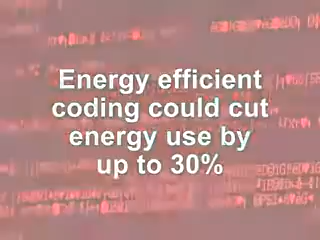 Energy efficient
coding could cut
energy use by
up to 30%